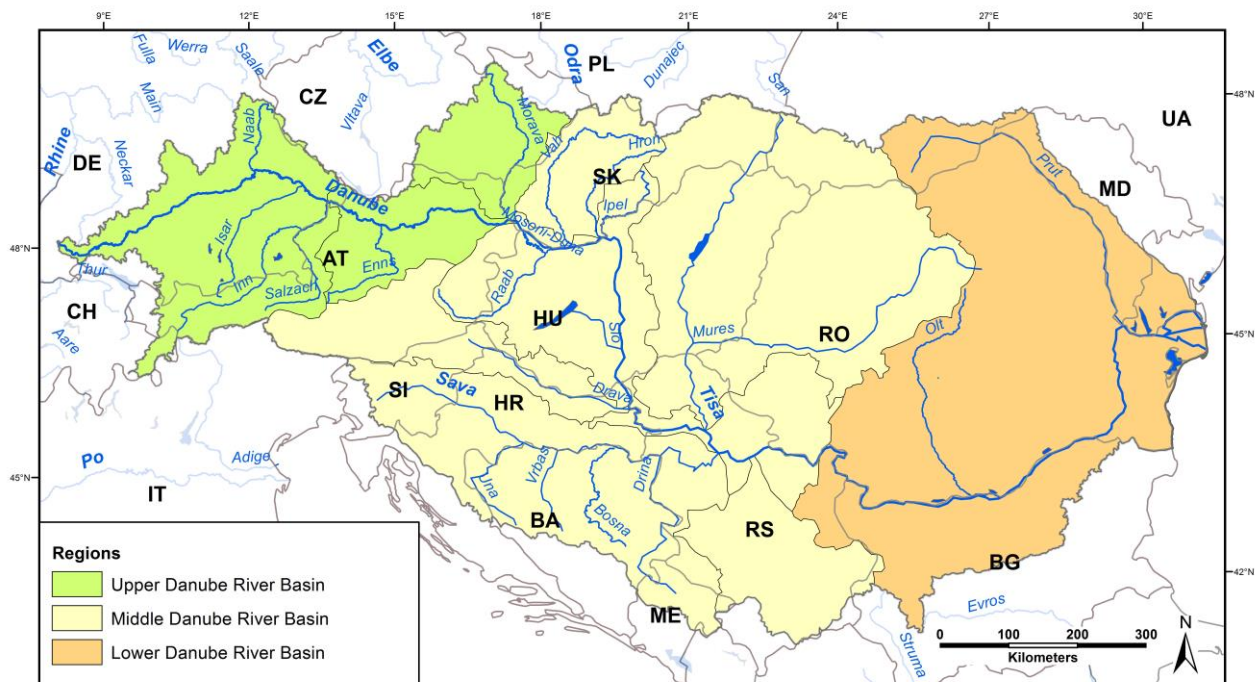 9°E
12°E
15°E
18°E
21°E
24°E
27°E
30°E
Fulla
Werra
Saale
Elbe
Odra
PL
Dunajec
San
CZ
Vltava
Main
Naab
Morava
48°N
UA
Rhine
DE
Neckar
Váh
Hron
SK
Ipel
Prut
MD
Danube
Mosoni-Duna
48°N
Isar
AT
Enns
Thur
Inn
Salzach
Raab
HU
Sió
CH
Aare
Mures
RO
Olt
45°N
Sava
SI
HR
Drava
Tisa
Po
Adige
45°N
IT
Una
Vrbas
Bosna
Drina
BA
RS
BG
42°N
ME
Evros
Struma
Regions
Upper Danube River Basin
Middle Danube River Basin
Lower Danube River Basin
N
0 100 200 300
Kilometers